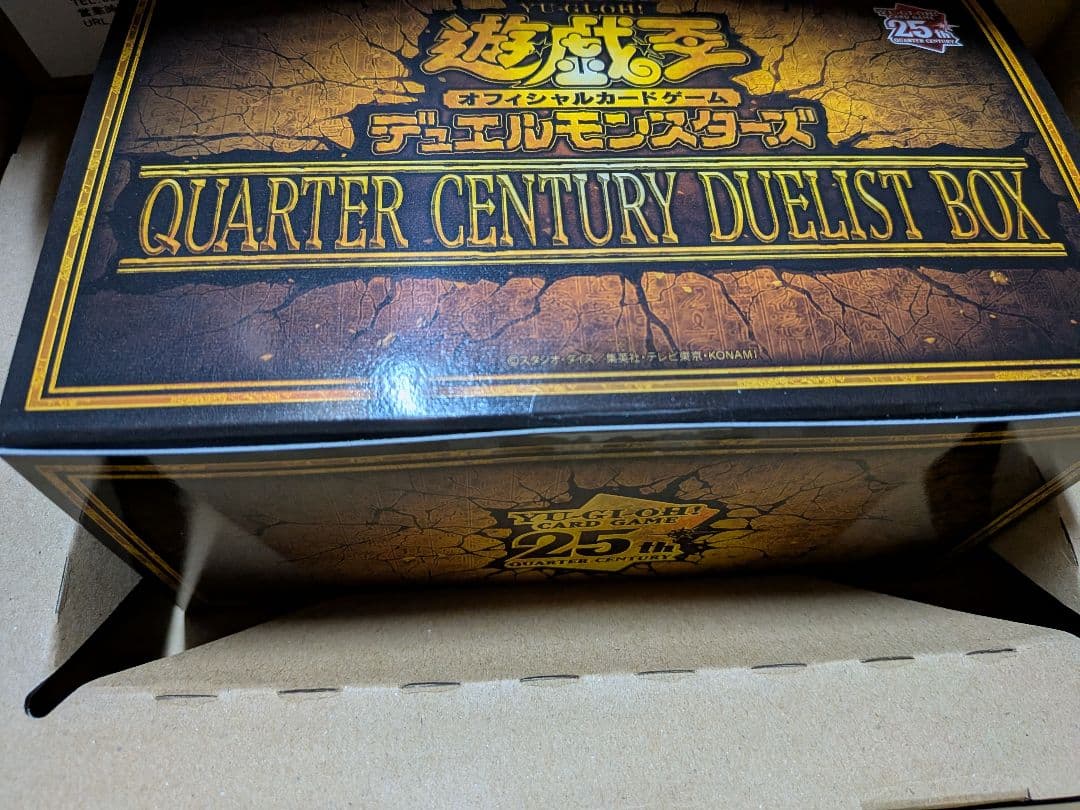 YU-GI-OH!
遊戯王
オフィシャルカードゲーム
デュエルモンスターズ
25th
QUARTER CENTURY
QUARTER CENTURY DUELIST BOX
©スタジオ・ダイス／集英社・テレビ東京・KONAMI
YU-GI-OH!
CARD GAME
25th
QUARTER CENTURY
TEL
URL